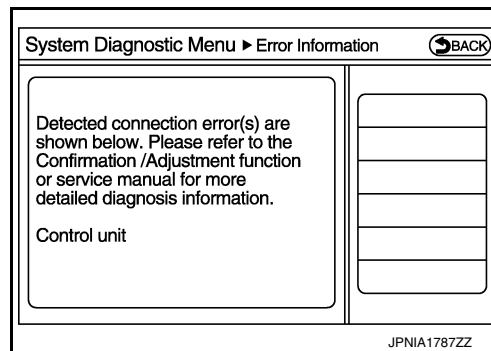 System Diagnostic Menu ▶ Error Information
BACK
Detected connection error(s) are
shown below. Please refer to the
Confirmation /Adjustment function
or service manual for more
detailed diagnosis information.
Control unit
JPNIA1787ZZ